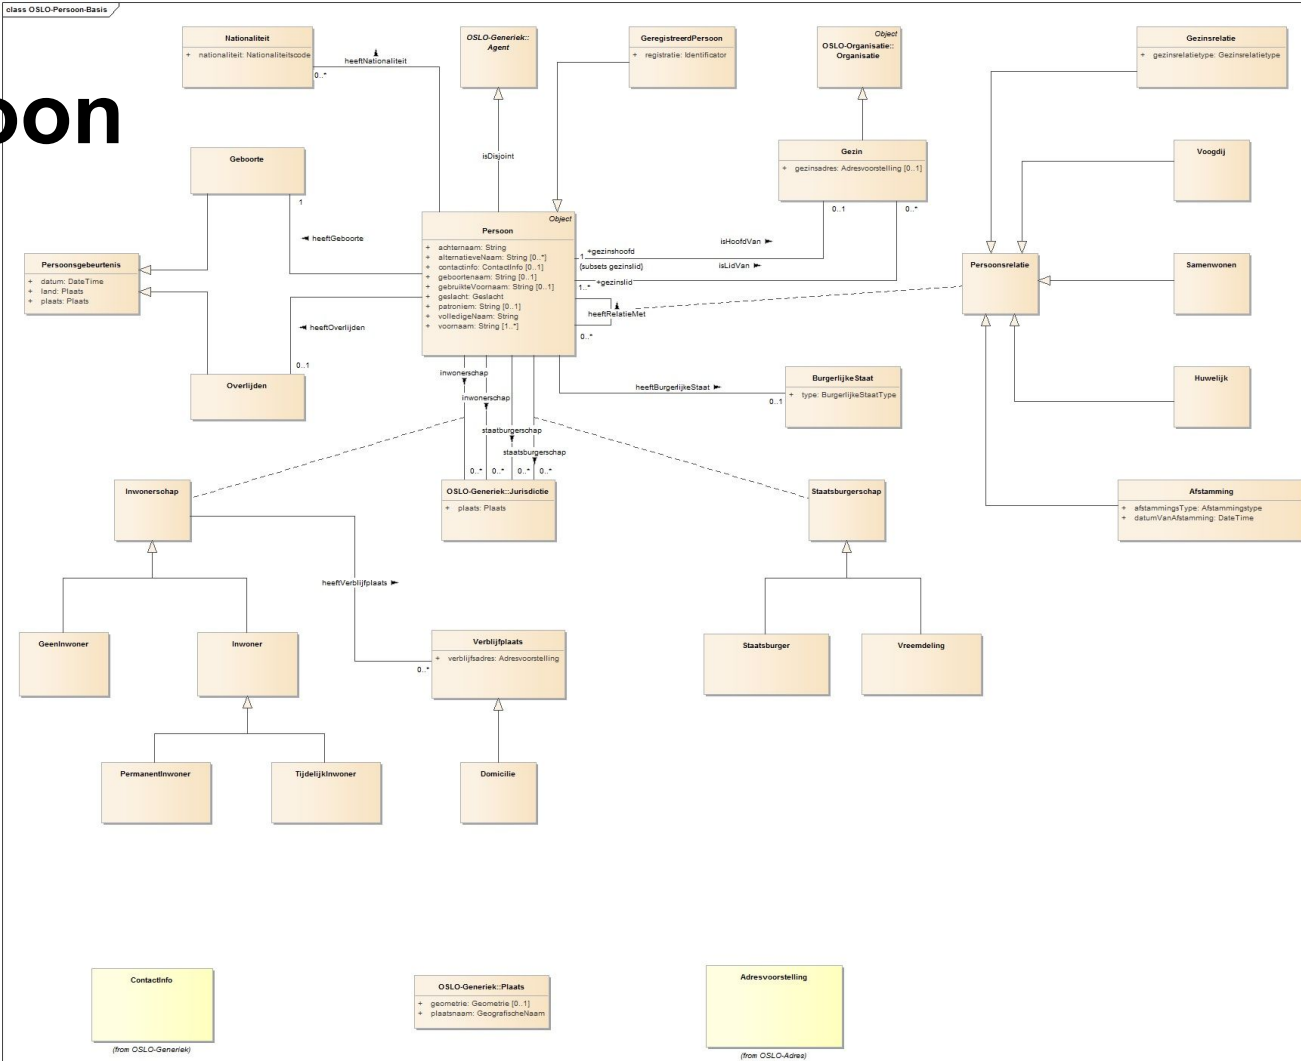 class OSLO-Persoon-Basis
oon
Nationaliteit
+ nationaliteit: Nationaliteitscode
heeftNationaliteit
0..*
OSLO-Generiek::
Agent
GeregistreerdPersoon
+ registratie: Identificator
Object
OSLO-Organisatie::
Organisatie
Gezinsrelatie
+ gezinsrelatietype: Gezinsrelatietype
Geboorte
1
isDisjoint
Gezin
+ gezinsadres: Adresvoorstelling [0..1]
0..1
0..*
Voogdij
heeftGeboorte
Persoonsgebeurtenis
+ datum: DateTime
+ land: Plaats
+ plaats: Plaats
Object
Persoon
+ achternaam: String
+ alternatieveNaam: String [0..*]
+ contactinfo: ContactInfo [0..1]
+ geboortenaam: String [0..1]
+ gebruikteVoornaam: String [0..1]
+ geslacht: Geslacht
+ patroniem: String [0..1]
+ volledigeNaam: String
+ voornaam: String [1..*]
+gezinshoofd
1
{subsets gezinslid}
isHoofdVan
isLidVan
1..*
+gezinslid
heeftRelatieMet
0..*
Persoonsrelatie
Samenwonen
heeftOverlijden
0..1
Overlijden
inwonerschap
inwonerschap
staatburgerschap
staatsburgerschap
0..*
0..*
0..*
0..*
heeftBurgerlijkeStaat
0..1
BurgerlijkeStaat
+ type: BurgerlijkeStaatType
Huwelijk
Inwonerschap
OSLO-Generiek::Jurisdictie
+ plaats: Plaats
Staatsburgerschap
Afstamming
+ afstammingsType: Afstammingstype
+ datumVanAfstamming: DateTime
heeftVerblijfplaats
GeenInwoner
Inwoner
0..*
Verblijfplaats
+ verblijfsadres: Adresvoorstelling
Staatsburger
Vreemdeling
PermanentInwoner
TijdelijkInwoner
Domicilie
ContactInfo
(from OSLO-Generiek)
OSLO-Generiek::Plaats
+ geometrie: Geometrie [0..1]
+ plaatsnaam: GeografischeNaam
Adresvoorstelling
(from OSLO-Adres)